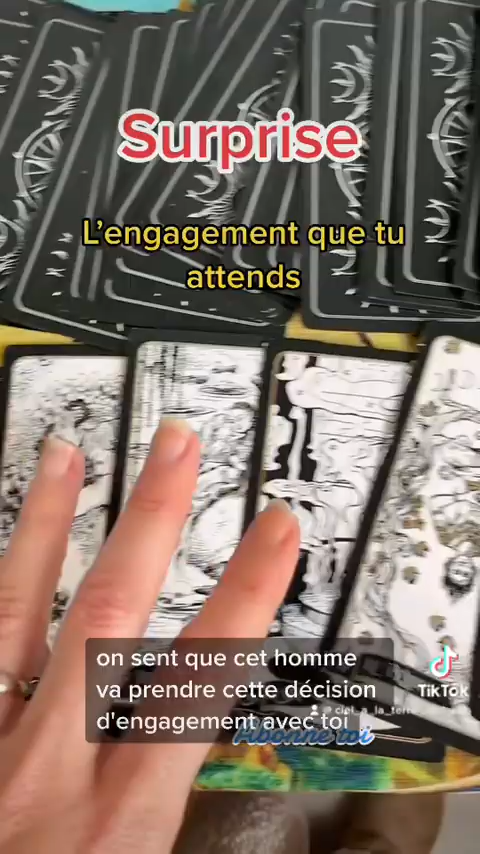 Surprise
L'engagement que tu
attends
on sent que cet homme
va prendre cette décision
d'engagement avec toi
TikTok
Abonne toi